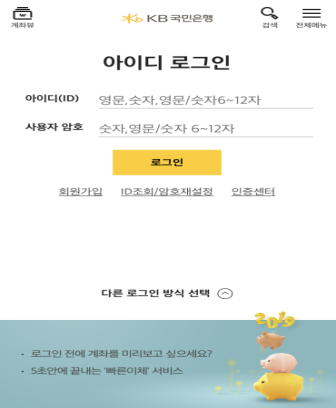 계좌뷰
KB 국민은행
검색
전체메뉴
아이디 로그인
아이디(ID)
영문,숫자,영문/숫자6~12자
사용자 암호
숫자,영문/숫자 6~12자
로그인
회원가입 ID조회/암호재설정 인증센터
다른 로그인 방식 선택
2019
· 로그인 전에 계좌를 미리보고 싶으세요?
· 5초안에 끝내는 '빠른이체' 서비스